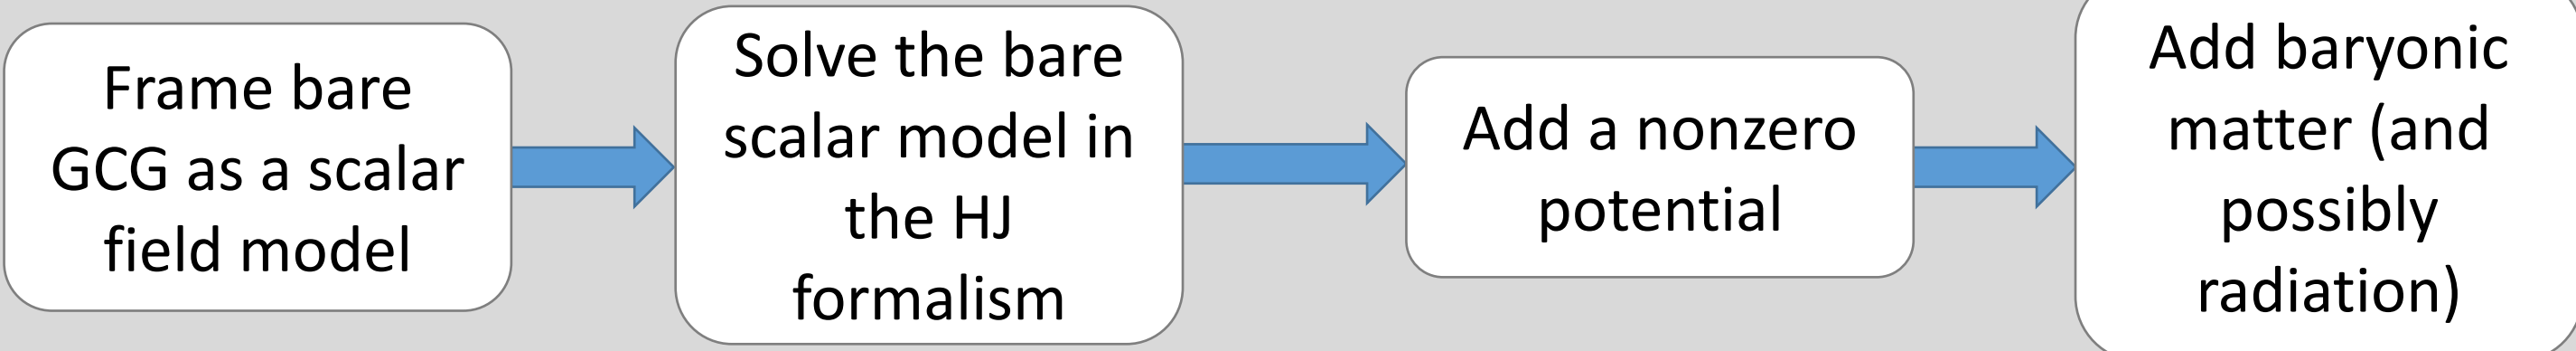 Frame bare
GCG as a scalar
field model
Solve the bare
scalar model in
the HJ
formalism
Add a nonzero
potential
Add baryonic
matter (and
possibly
radiation)